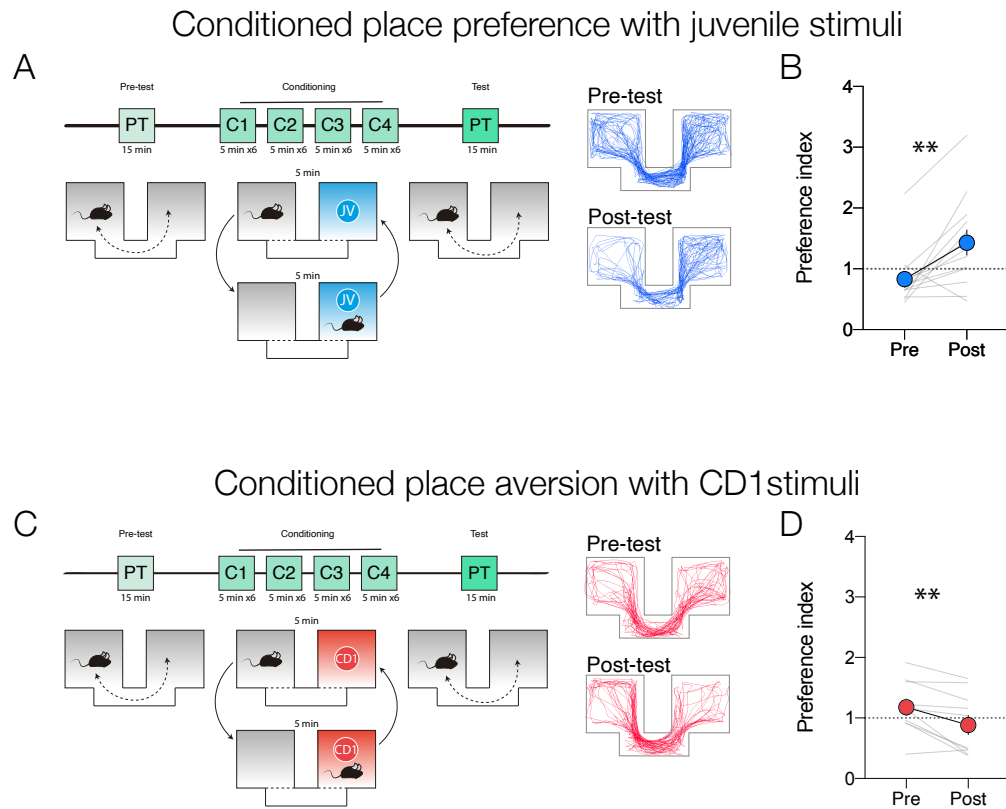 Conditioned place preference with juvenile stimuli
A
Pre-test
Conditioning
Test
PT
C1
C2
C3
C4
PT
15 min
5 min x6
5 min x6
5 min x6
5 min x6
15 min
5 min
JV
5 min
JV
Pre-test
Post-test
B
Preference index
4
3
2
1
0
**
Pre
Post
Conditioned place aversion with CD1stimuli
C
Pre-test
Conditioning
Test
PT
C1
C2
C3
C4
PT
15 min
5 min x6
5 min x6
5 min x6
5 min x6
15 min
5 min
CD1
5 min
CD1
Pre-test
Post-test
D
Preference index
4
3
2
1
0
**
Pre
Post